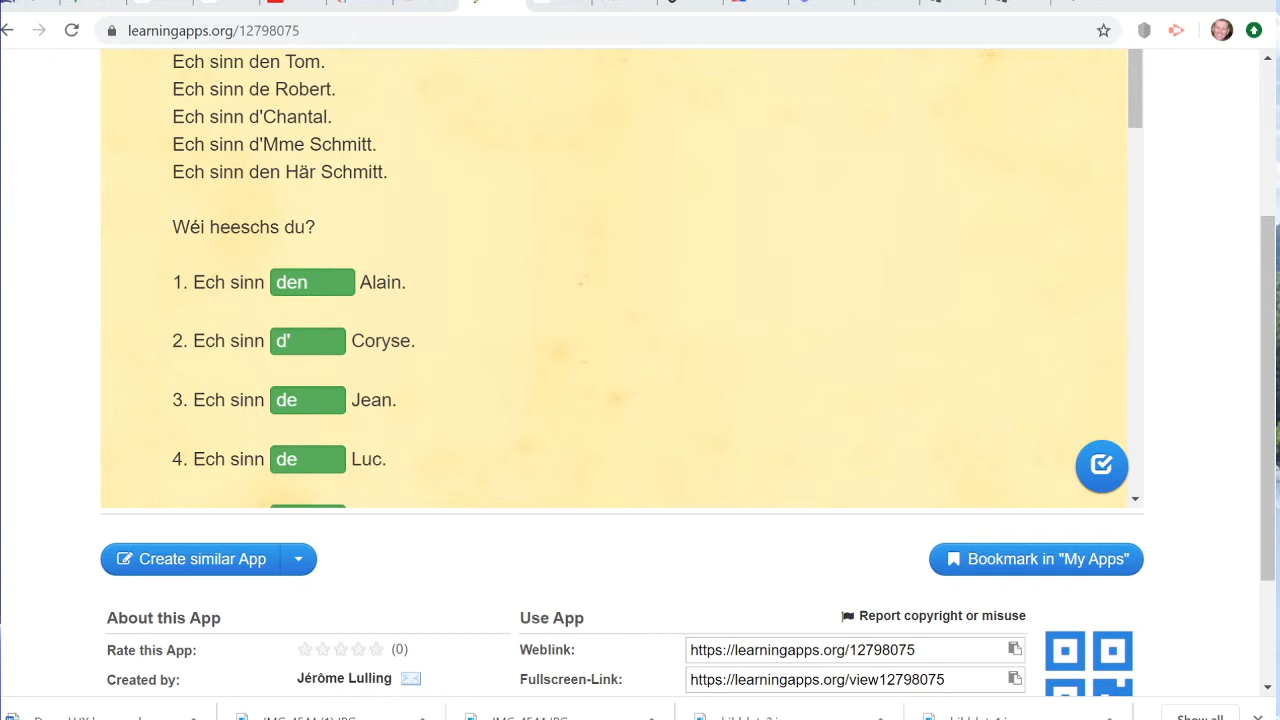 learningapps.org/12798075
Ech sinn den Tom.
Ech sinn de Robert.
Ech sinn d'Chantal.
Ech sinn d'Mme Schmitt.
Ech sinn den Här Schmitt.
Wéi heeschs du?
1. Ech sinn den Alain.
2. Ech sinn d' Coryse.
3. Ech sinn de Jean.
4. Ech sinn de Luc.
Create similar App
Bookmark in "My Apps"
About this App
Use App
Report copyright or misuse
Rate this App: (0)
Weblink: https://learningapps.org/12798075
Created by: Jérôme Lulling
Fullscreen-Link: https://learningapps.org/view12798075
Show all